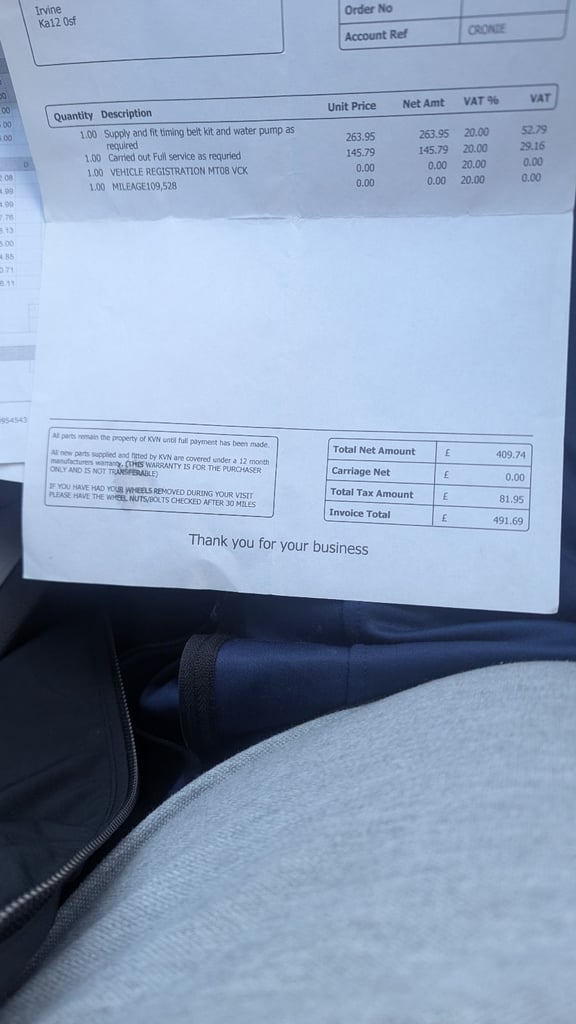 Irvine
Ka12 0sf
Order No
Account Ref CRONIE
Quantity Description Unit Price Net Amt VAT % VAT
1.00 Supply and fit timing belt kit and water pump as required 263.95 263.95 20.00 52.79
1.00 Carried out Full service as requried 145.79 145.79 20.00 29.16
1.00 VEHICLE REGISTRATION MT08 VCK 0.00 0.00 20.00 0.00
1.00 MILEAGE109,528 0.00 0.00 20.00 0.00
All parts remain the property of KVN until full payment has been made.
All new parts supplied and fitted by KVN are covered under a 12 month
manufacturers warranty. (THIS WARRANTY IS FOR THE PURCHASER
ONLY AND IS NOT TRANSFERABLE)
IF YOU HAVE HAD YOUR WHEELS REMOVED DURING YOUR VISIT
PLEASE HAVE THE WHEEL NUTS/BOLTS CHECKED AFTER 30 MILES
Total Net Amount £ 409.74
Carriage Net £ 0.00
Total Tax Amount £ 81.95
Invoice Total £ 491.69
Thank you for your business